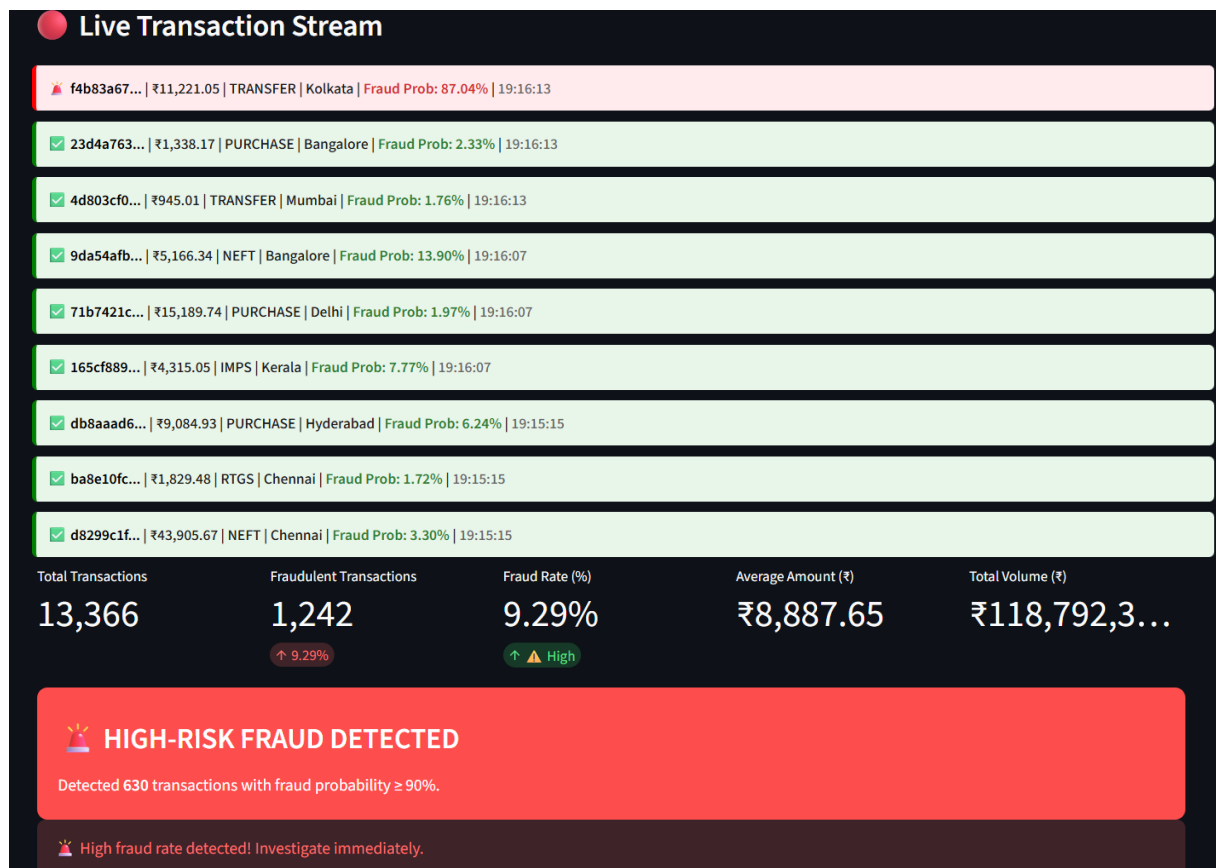 Live Transaction Stream
f4b83a67... | ₹11,221.05 | TRANSFER | Kolkata | Fraud Prob: 87.04% | 19:16:13
23d4a763... | ₹1,338.17 | PURCHASE | Bangalore | Fraud Prob: 2.33% | 19:16:13
4d803cf0... | ₹945.01 | TRANSFER | Mumbai | Fraud Prob: 1.76% | 19:16:13
9da54afb... | ₹5,166.34 | NEFT | Bangalore | Fraud Prob: 13.90% | 19:16:07
71b7421c... | ₹15,189.74 | PURCHASE | Delhi | Fraud Prob: 1.97% | 19:16:07
165cf889... | ₹4,315.05 | IMPS | Kerala | Fraud Prob: 7.77% | 19:16:07
db8aaad6... | ₹9,084.93 | PURCHASE | Hyderabad | Fraud Prob: 6.24% | 19:15:15
ba8e10fc... | ₹1,829.48 | RTGS | Chennai | Fraud Prob: 1.72% | 19:15:15
d8299c1f... | ₹43,905.67 | NEFT | Chennai | Fraud Prob: 3.30% | 19:15:15
Total Transactions Fraudulent Transactions Fraud Rate (%) Average Amount (₹) Total Volume (₹)
13,366 1,242 9.29% ₹8,887.65 ₹118,792,3...
↑ 9.29% ↑ ⚠️ High
HIGH-RISK FRAUD DETECTED
Detected 630 transactions with fraud probability ≥ 90%.
High fraud rate detected! Investigate immediately.